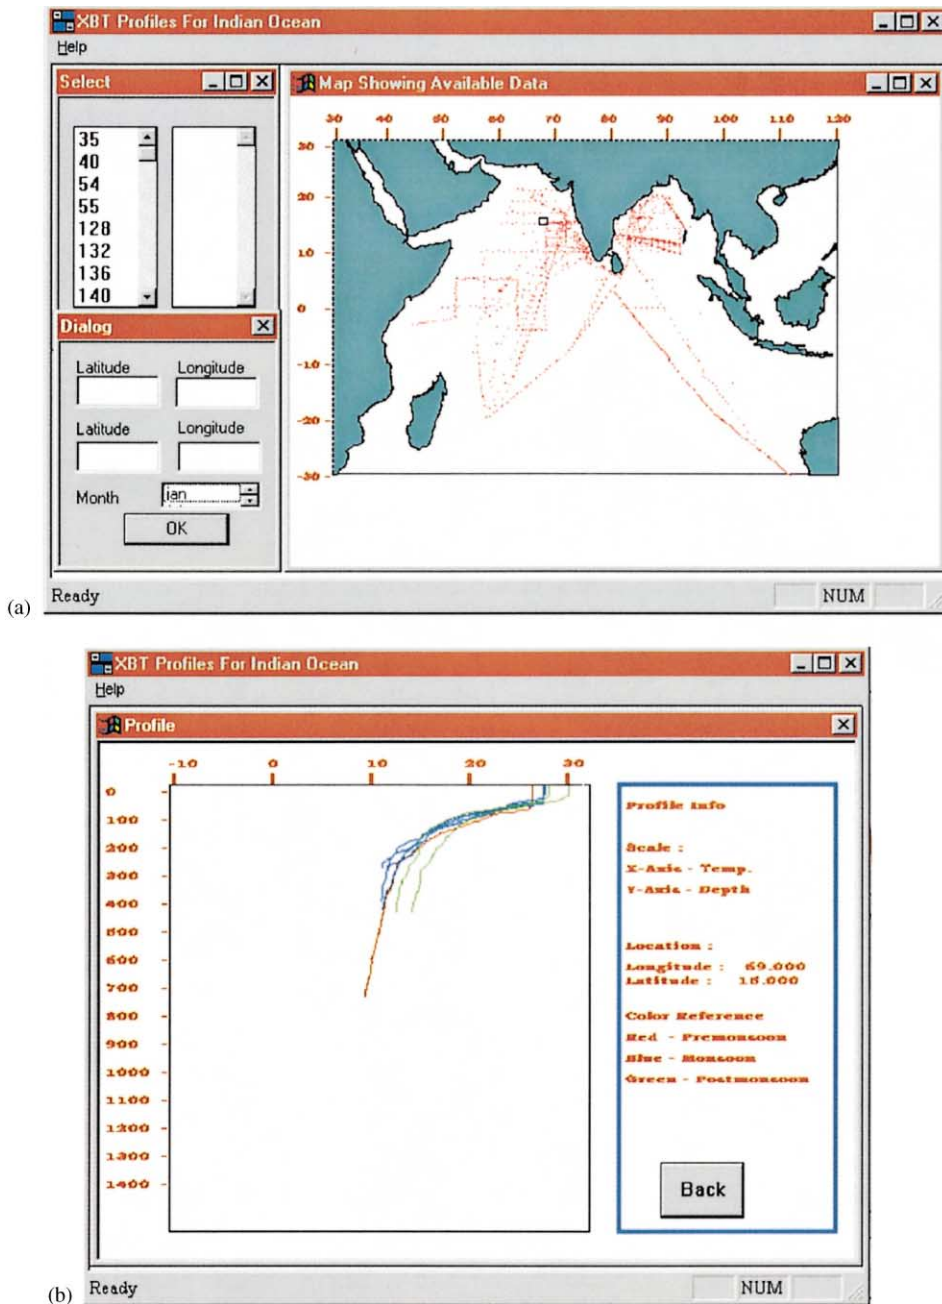 XBT Profiles For Indian Ocean
Help
Select
35
40
54
55
128
132
136
140
Dialog
Latitude Longitude
Latitude Longitude
Month jan
OK
Map Showing Available Data
30 40 50 60 70 80 90 100 110 120
30
20
10
0
-10
-20
-30
Ready NUM
(a)
XBT Profiles For Indian Ocean
Help
Profile
-10 0 10 20 30
0
100
200
300
400
500
600
700
800
900
1000
1100
1200
1300
1400
Profile Info
Scale :
X-Axis - Temp.
Y-Axis - Depth
Location :
Longitude : 69.000
Latitude : 15.000
Color Reference
Red - Premonsoon
Blue - Monsoon
Green - Postmonsoon
Back
Ready NUM
(b)